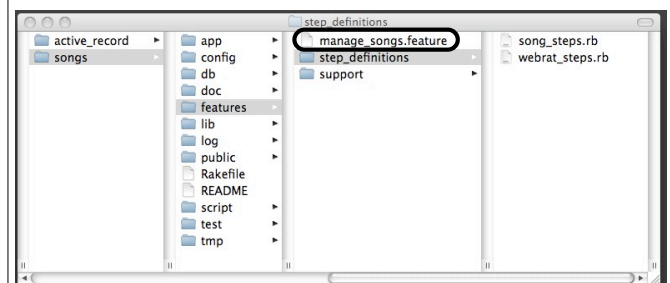 step_definitions
active_record
songs
app
config
db
doc
features
lib
log
public
Rakefile
README
script
test
tmp
manage_songs.feature
step_definitions
support
song_steps.rb
webrat_steps.rb